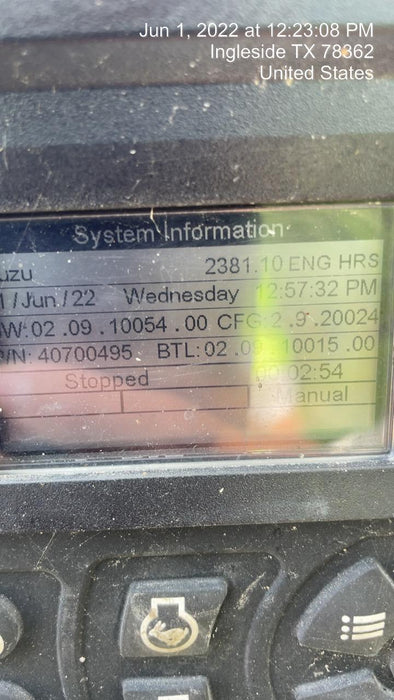 Jun 1, 2022 at 12:23:08 PM
Ingleside TX 78362
United States
System Information
uzu 2381.10 ENG HRS
1/Jun./22 Wednesday 12:57:32 PM
W:02.09.10054.00 CFG:2.9.20024
/N: 40700495 BTL:02.09.10015.00
Stopped 00:02:54
Manual